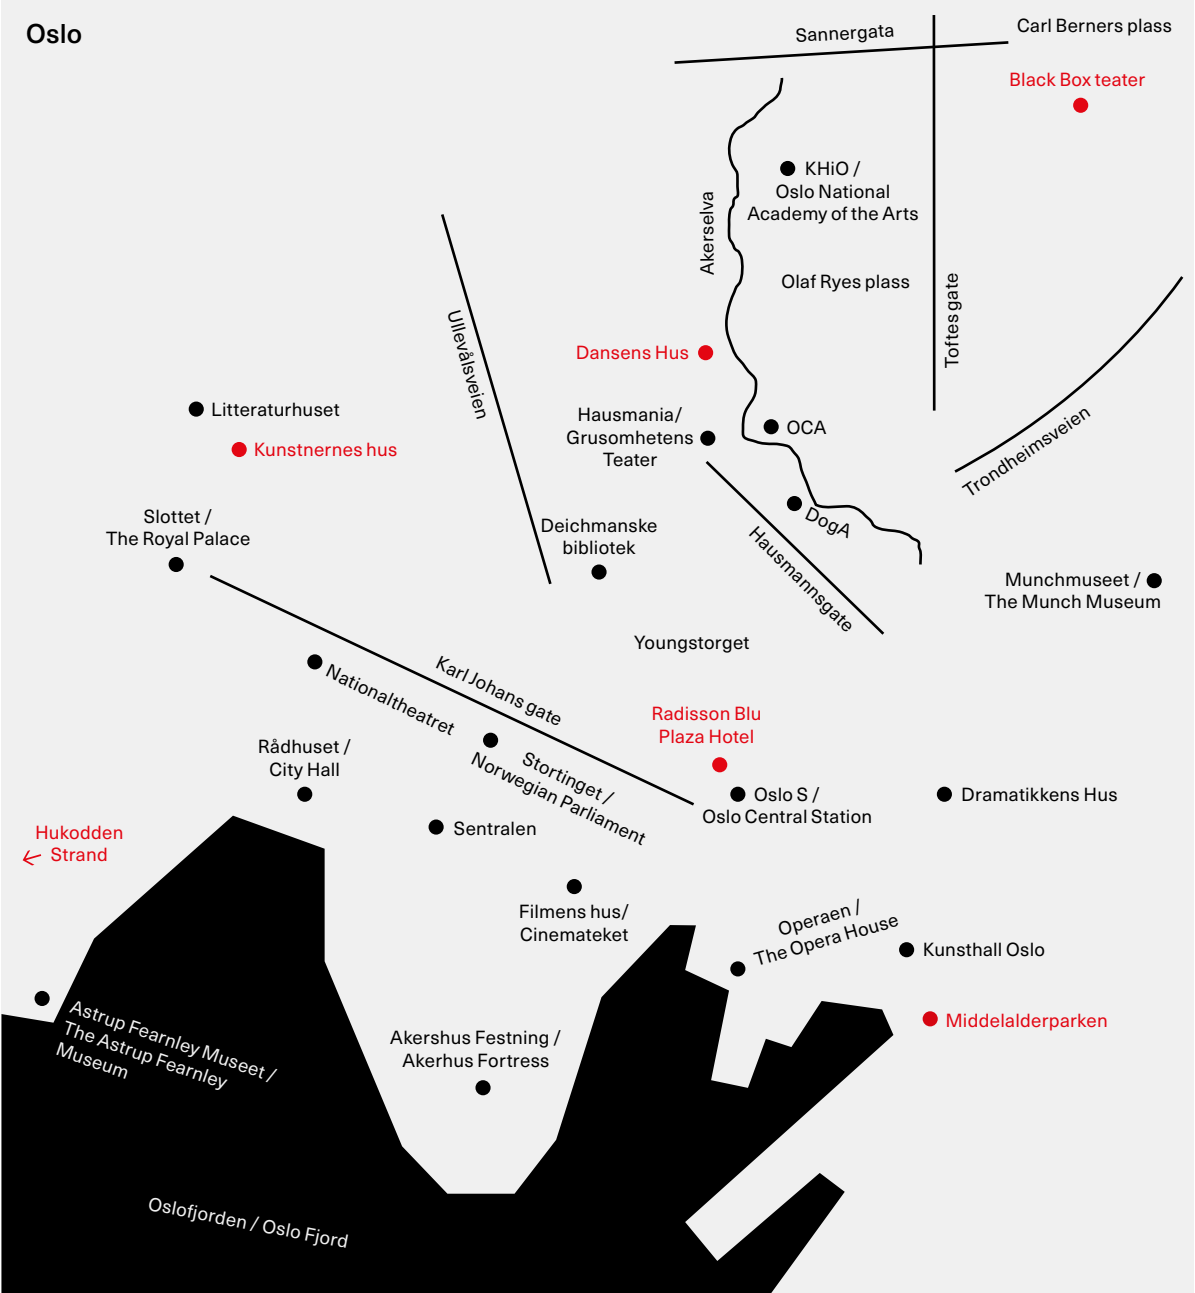 Oslo
Sannergata
Carl Berners plass
Black Box teater
KHiO /
Oslo National
Academy of the Arts
Akerselva
Olaf Ryes plass
Toftes gate
Ullevålsveien
Dansens Hus
Litteraturhuset
Kunstnernes hus
Hausmania/
Grusomhetens
Teater
OCA
Trondheimsveien
Slottet /
The Royal Palace
Deichmanske
bibliotek
DogA
Hausmannsgate
Munchmuseet /
The Munch Museum
Youngstorget
Karl Johans gate
Nationaltheatret
Radisson Blu
Plaza Hotel
Rådhuset /
City Hall
Stortinget /
Norwegian Parliament
Oslo S /
Oslo Central Station
Dramatikkens Hus
Sentralen
Hukodden
Strand
Filmens hus/
Cinemateket
Operaen /
The Opera House
Kunsthall Oslo
Middelalderparken
Astrup Fearnley Museet /
The Astrup Fearnley
Museum
Akershus Festning /
Akerhus Fortress
Oslofjorden / Oslo Fjord